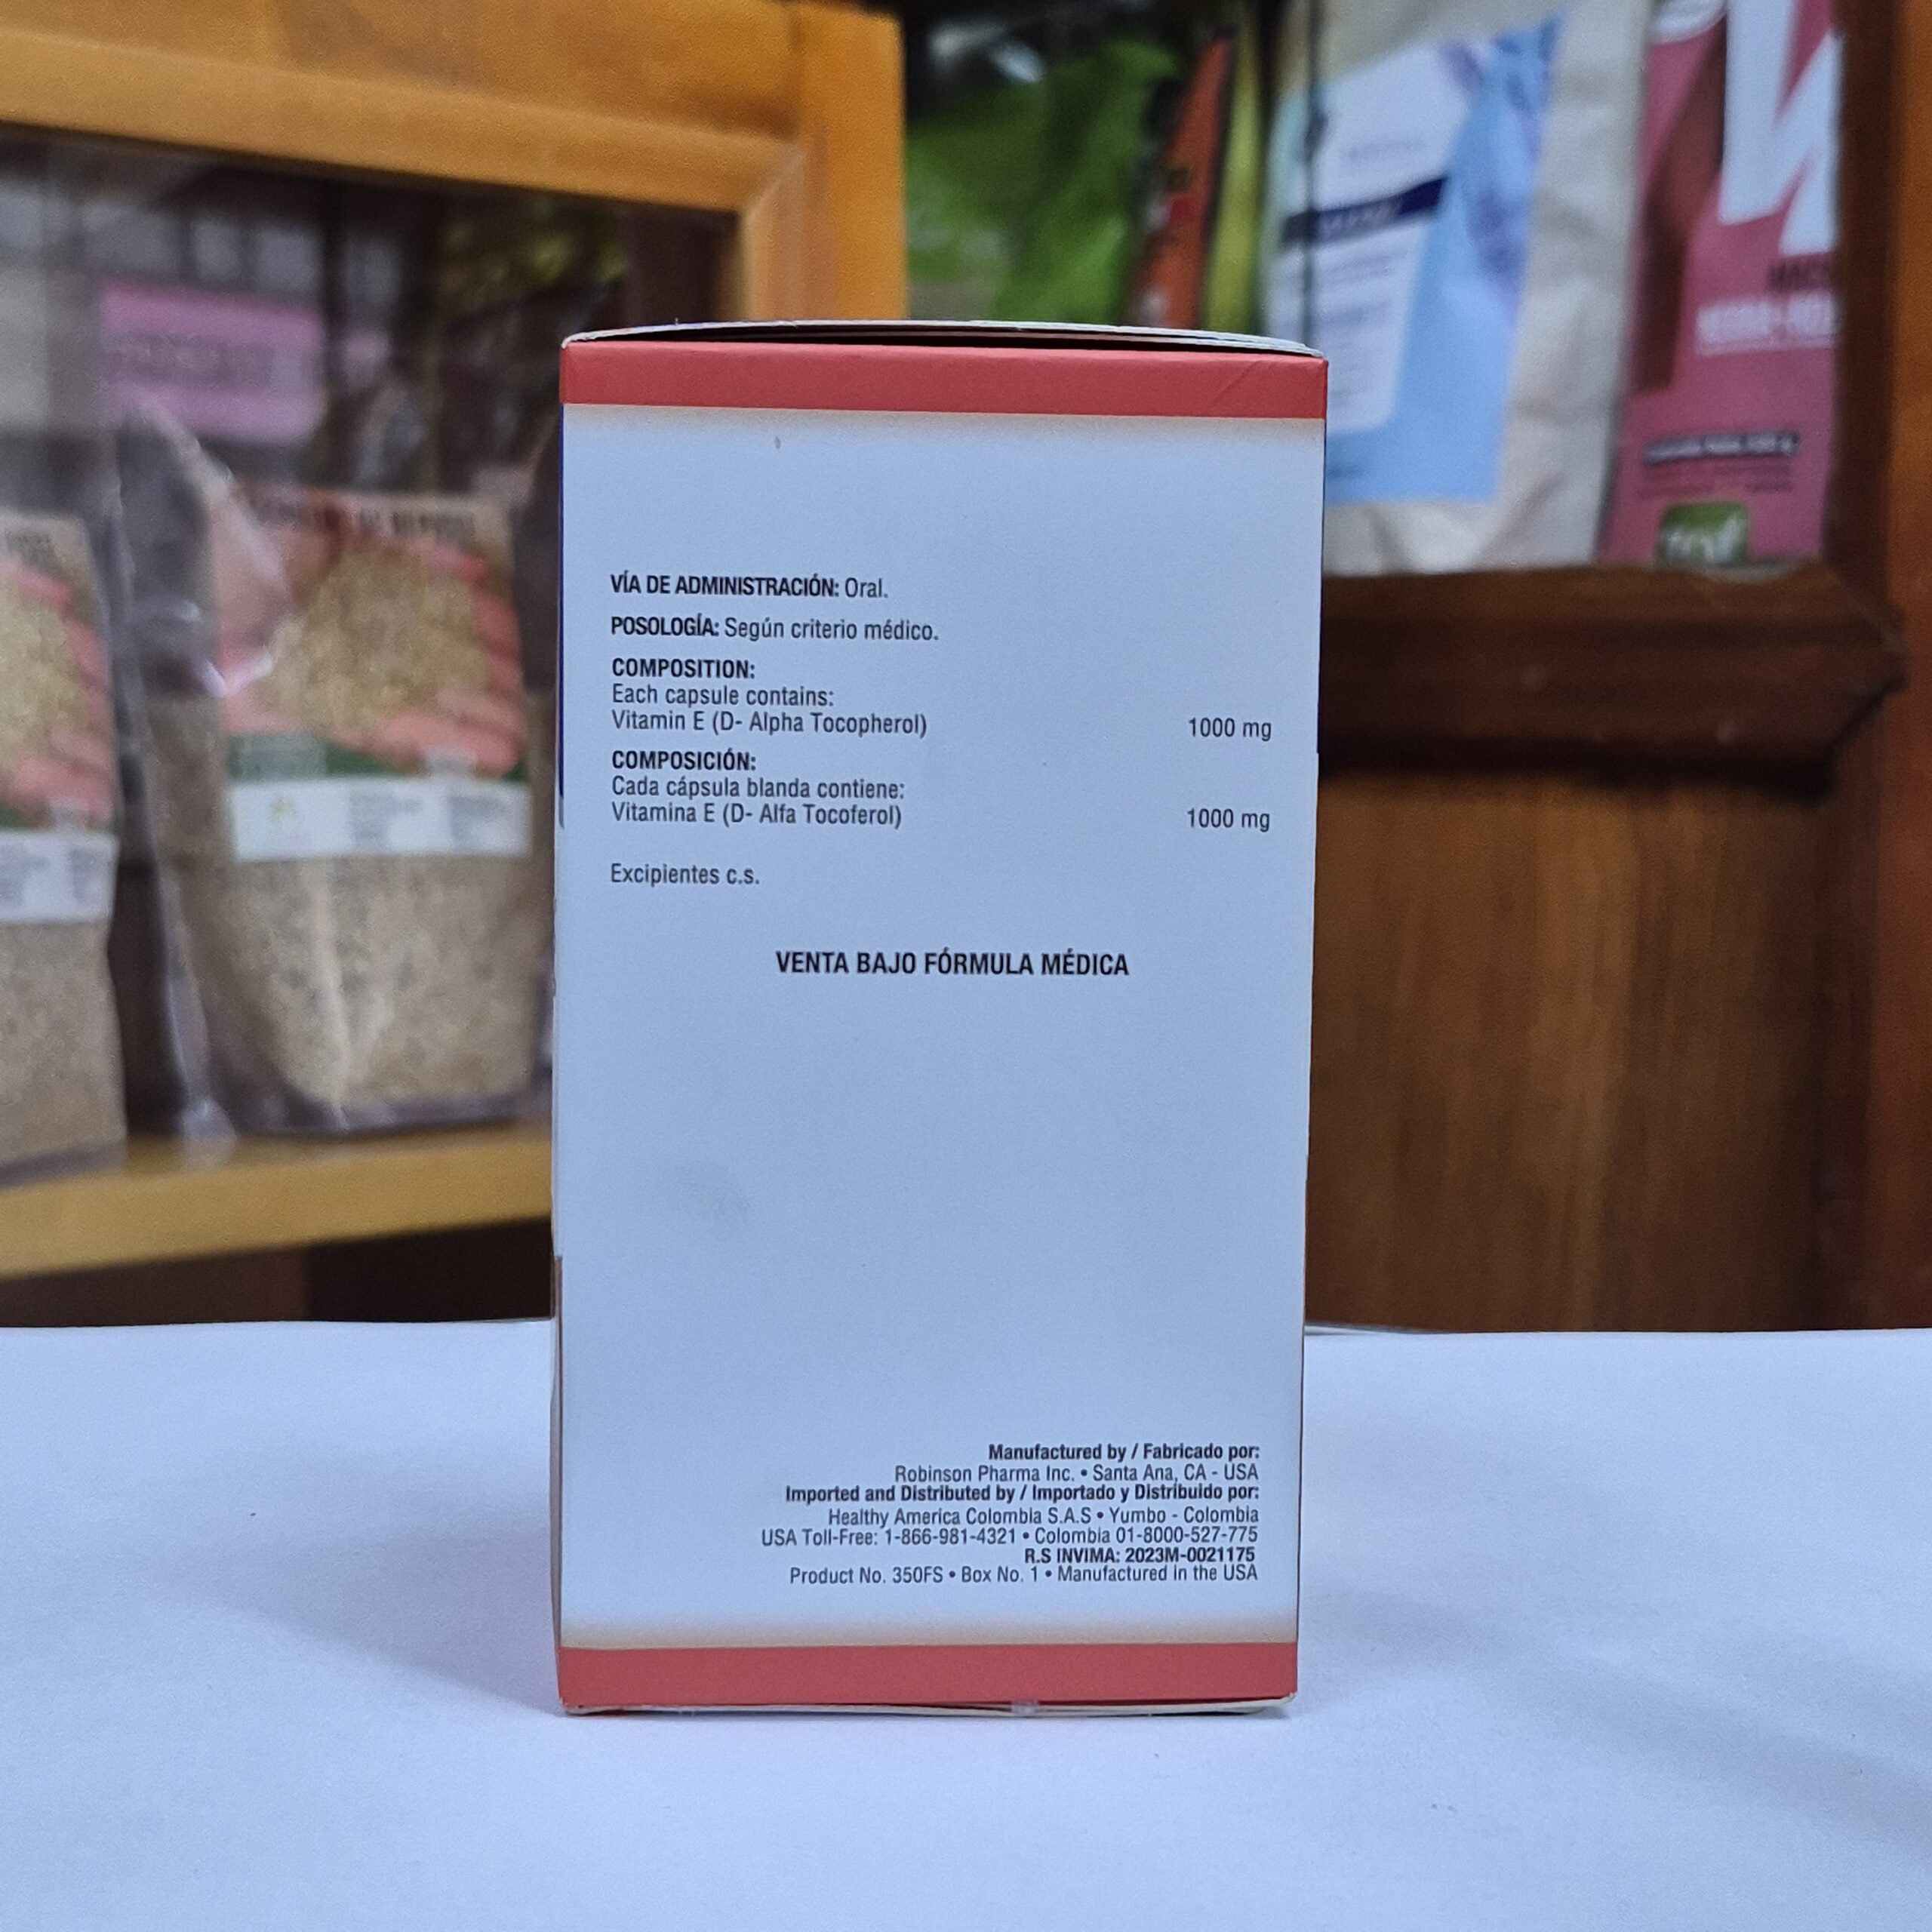 VÍA DE ADMINISTRACIÓN: Oral.
POSOLOGÍA: Según criterio médico.
COMPOSITION:
Each capsule contains:
Vitamin E (D- Alpha Tocopherol) 1000 mg
COMPOSICIÓN:
Cada cápsula blanda contiene:
Vitamina E (D- Alfa Tocoferol) 1000 mg
Excipientes c.s.
VENTA BAJO FÓRMULA MÉDICA
Manufactured by / Fabricado por:
Robinson Pharma Inc. • Santa Ana, CA - USA
Imported and Distributed by / Importado y Distribuido por:
Healthy America Colombia S.A.S • Yumbo - Colombia
USA Toll-Free: 1-866-981-4321 • Colombia 01-8000-527-775
R.S INVIMA: 2023M-0021175
Product No. 350FS • Box No. 1 • Manufactured in the USA